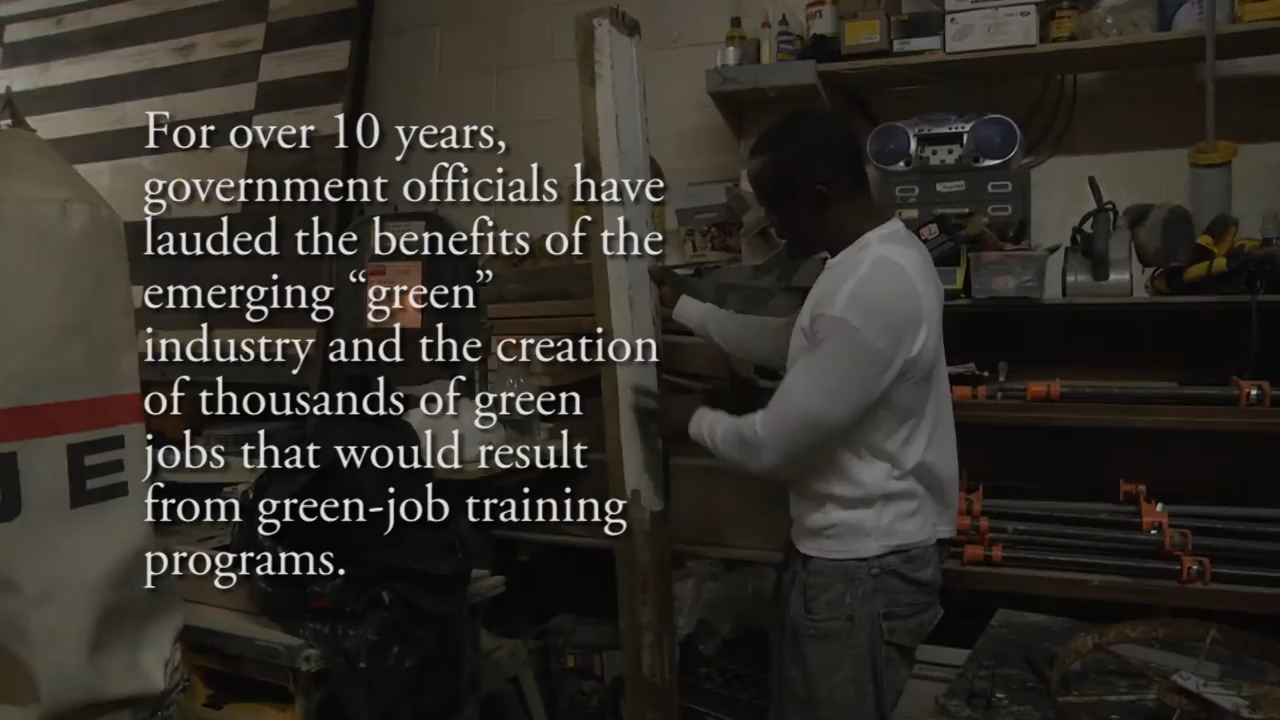 For over 10 years,
government officials have
lauded the benefits of the
emerging “green”
industry and the creation
of thousands of green
jobs that would result
from green-job training
programs.
UE